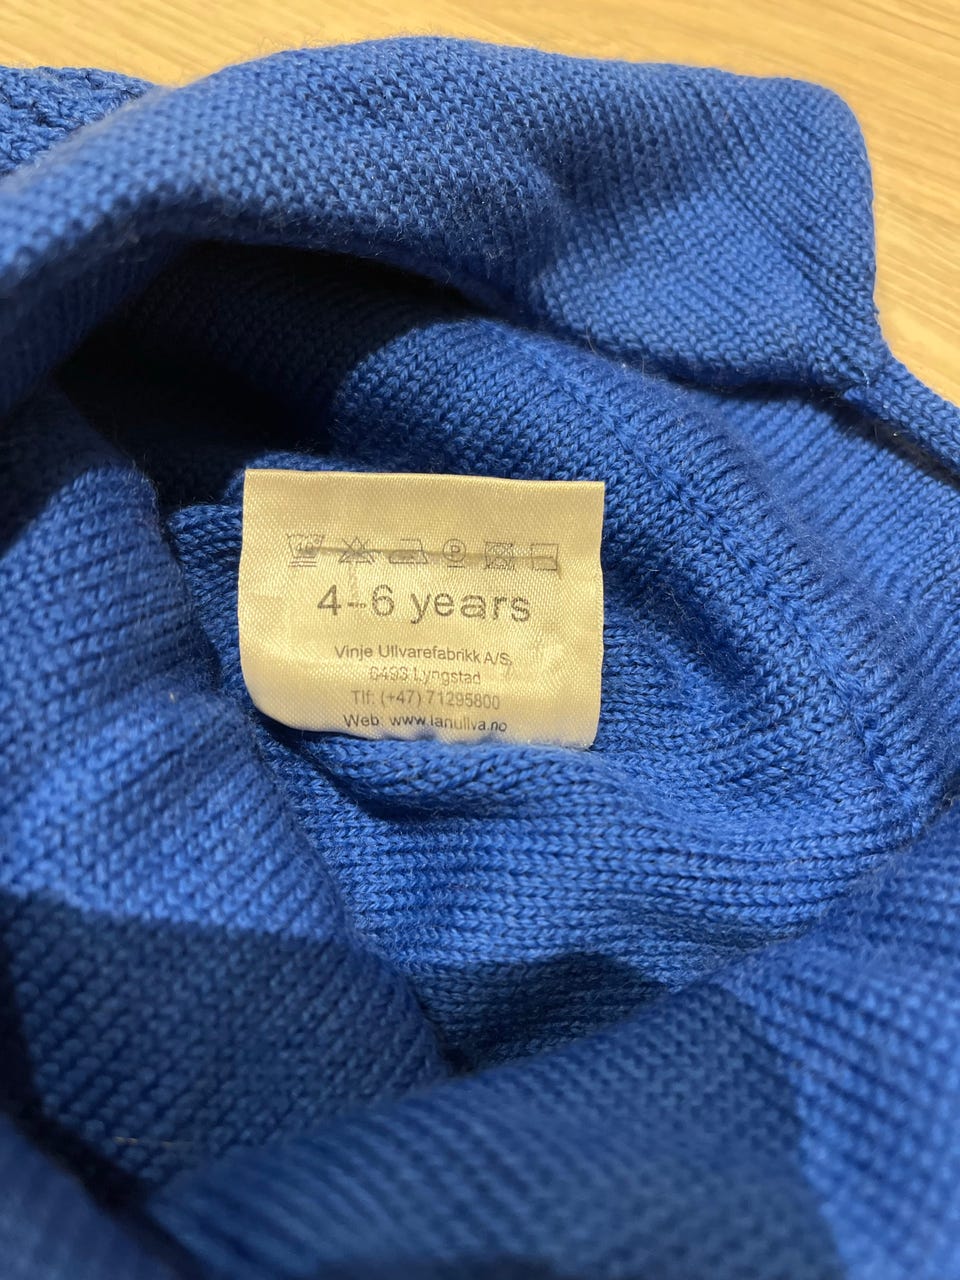 4-6 years
Vinje Ullvarefabrikk A/S,
6493 Lyngstad
Tlf: (+47) 71295800
Web: www.lanullva.no